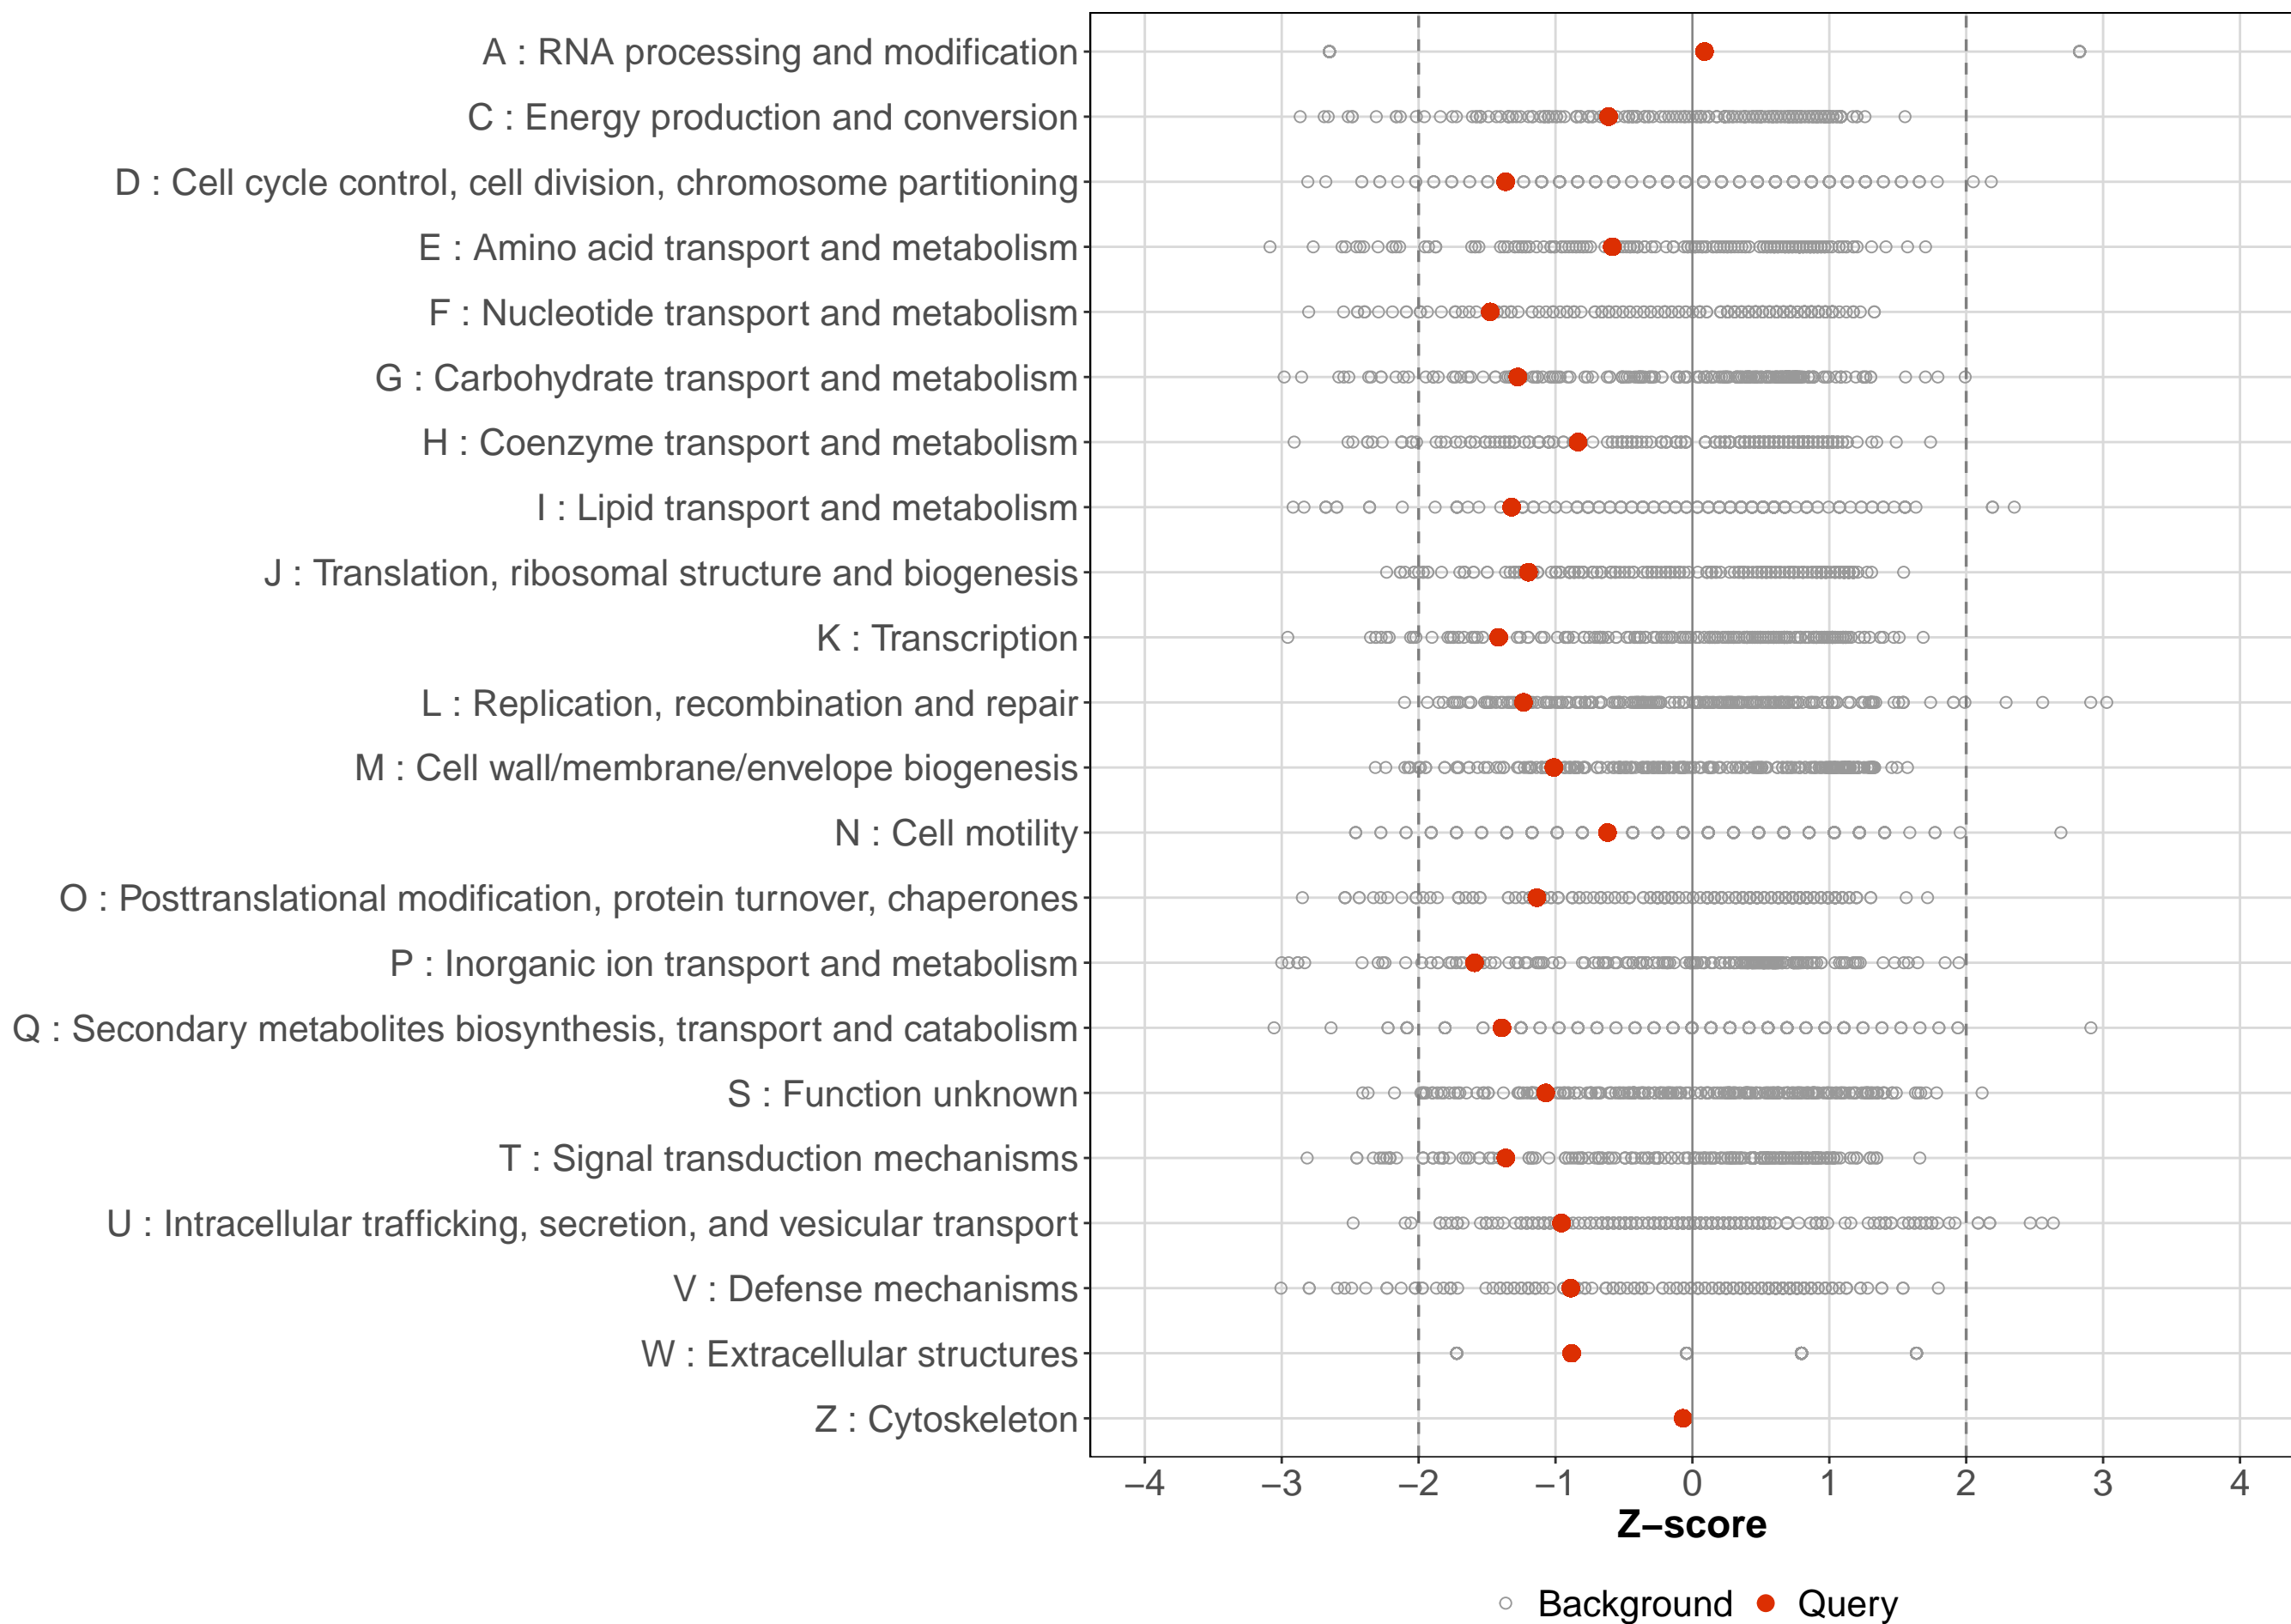 A : RNA processing and modification
C : Energy production and conversion
D : Cell cycle control, cell division, chromosome partitioning
E : Amino acid transport and metabolism
F : Nucleotide transport and metabolism
G : Carbohydrate transport and metabolism
H : Coenzyme transport and metabolism
I : Lipid transport and metabolism
J : Translation, ribosomal structure and biogenesis
K : Transcription
L : Replication, recombination and repair
M : Cell wall/membrane/envelope biogenesis
N : Cell motility
O : Posttranslational modification, protein turnover, chaperones
P : Inorganic ion transport and metabolism
Q : Secondary metabolites biosynthesis, transport and catabolism
S : Function unknown
T : Signal transduction mechanisms
U : Intracellular trafficking, secretion, and vesicular transport
V : Defense mechanisms
W : Extracellular structures
Z : Cytoskeleton
−4 −3 −2 −1 0 1 2 3 4
Z−score
Background Query